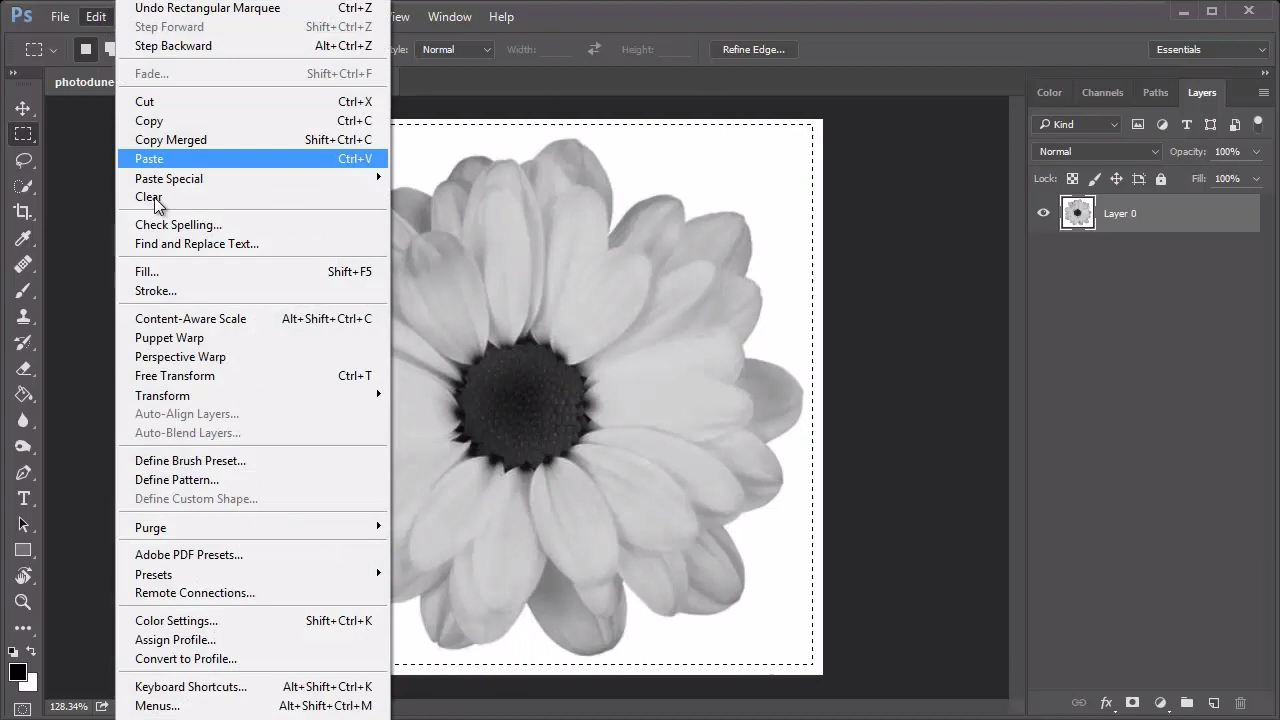 Ps File Edit View Window Help
Style: Normal Width: Height: Refine Edge... Essentials
photodune
Undo Rectangular Marquee Ctrl+Z
Step Forward Shift+Ctrl+Z
Step Backward Alt+Ctrl+Z
Fade... Shift+Ctrl+F
Cut Ctrl+X
Copy Ctrl+C
Copy Merged Shift+Ctrl+C
Paste Ctrl+V
Paste Special
Clear
Check Spelling...
Find and Replace Text...
Fill... Shift+F5
Stroke...
Content-Aware Scale Alt+Shift+Ctrl+C
Puppet Warp
Perspective Warp
Free Transform Ctrl+T
Transform
Auto-Align Layers...
Auto-Blend Layers...
Define Brush Preset...
Define Pattern...
Define Custom Shape...
Purge
Adobe PDF Presets...
Presets
Remote Connections...
Color Settings... Shift+Ctrl+K
Assign Profile...
Convert to Profile...
Keyboard Shortcuts... Alt+Shift+Ctrl+K
Menus... Alt+Shift+Ctrl+M
Color Channels Paths Layers
Kind
Normal Opacity: 100%
Lock: Fill: 100%
Layer 0
128.34%